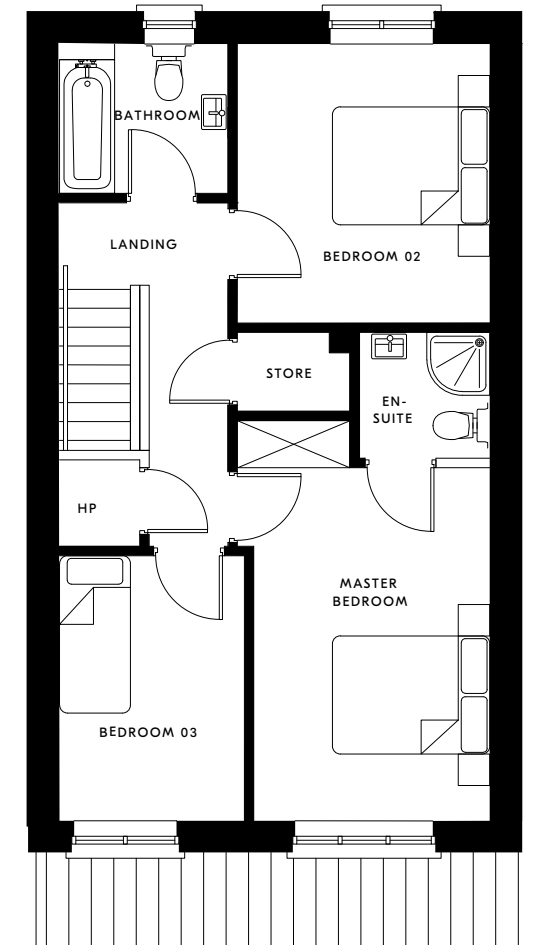 BATHROOM
LANDING
BEDROOM 02
STORE
EN-
SUITE
HP
MASTER
BEDROOM
BEDROOM 03